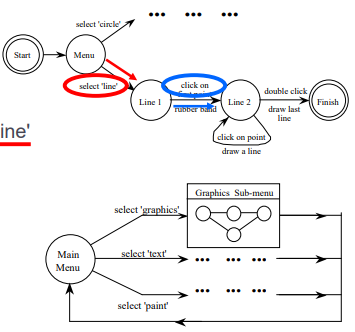 select 'circle'
Start
Menu
select 'line'
click on
Line 1
Line 2
rubber band
double click
draw last
line
Finish
ine'
click on point
draw a line
Graphics Sub-menu
select 'graphics'
Main
Menu
select 'text'
select 'paint'